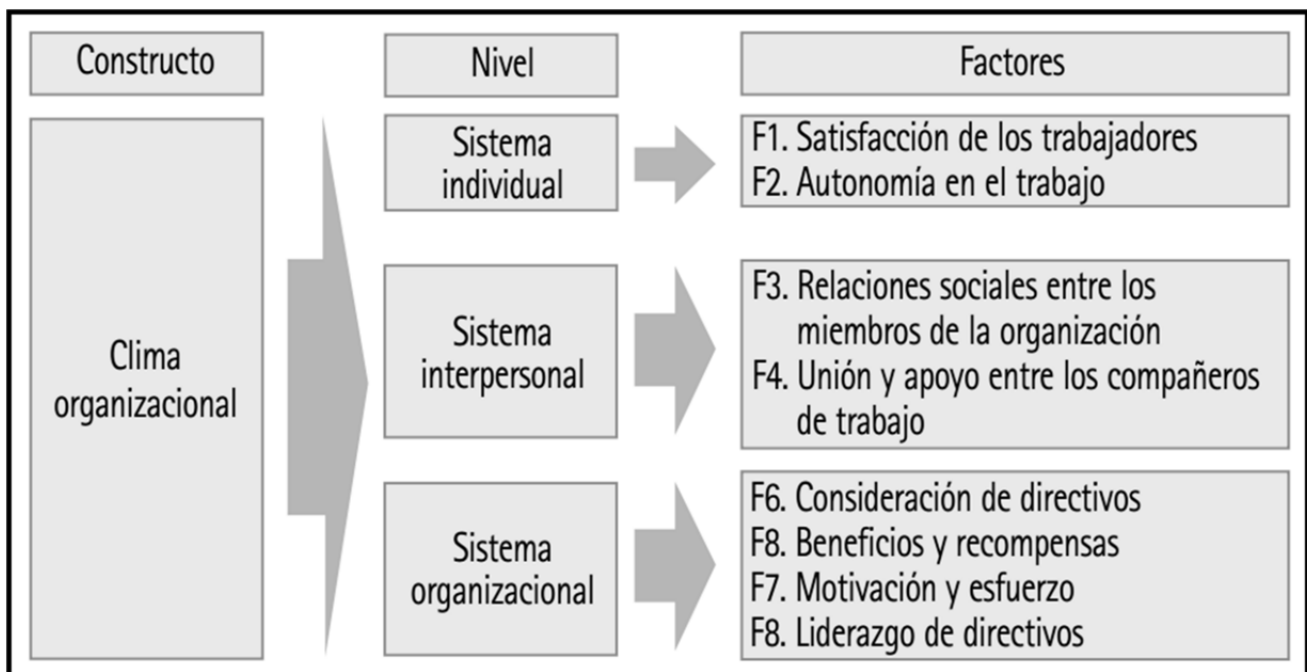 Constructo
Nivel
Factores
Clima
organizacional
Sistema
individual
F1. Satisfacción de los trabajadores
F2. Autonomía en el trabajo
Sistema
interpersonal
F3. Relaciones sociales entre los
miembros de la organización
F4. Unión y apoyo entre los compañeros
de trabajo
Sistema
organizacional
F6. Consideración de directivos
F8. Beneficios y recompensas
F7. Motivación y esfuerzo
F8. Liderazgo de directivos